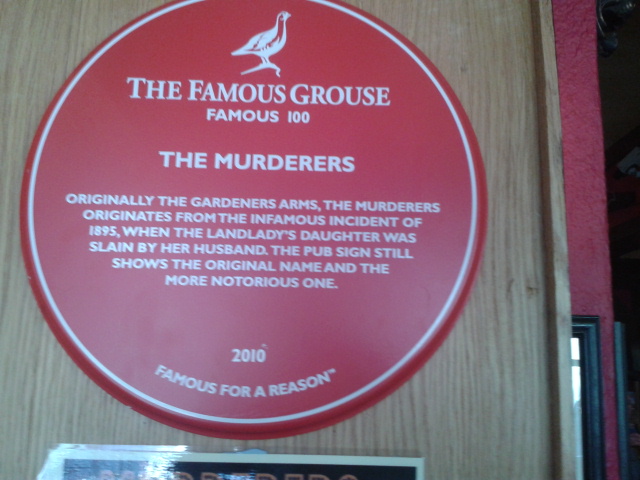 THE FAMOUS GROUSE
FAMOUS 100
THE MURDERERS
ORIGINALLY THE GARDENERS ARMS, THE MURDERERS
ORIGINATES FROM THE INFAMOUS INCIDENT OF
1895, WHEN THE LANDLADY'S DAUGHTER WAS
SLAIN BY HER HUSBAND. THE PUB SIGN STILL
SHOWS THE ORIGINAL NAME AND THE
MORE NOTORIOUS ONE.
2010
FAMOUS FOR A REASON™